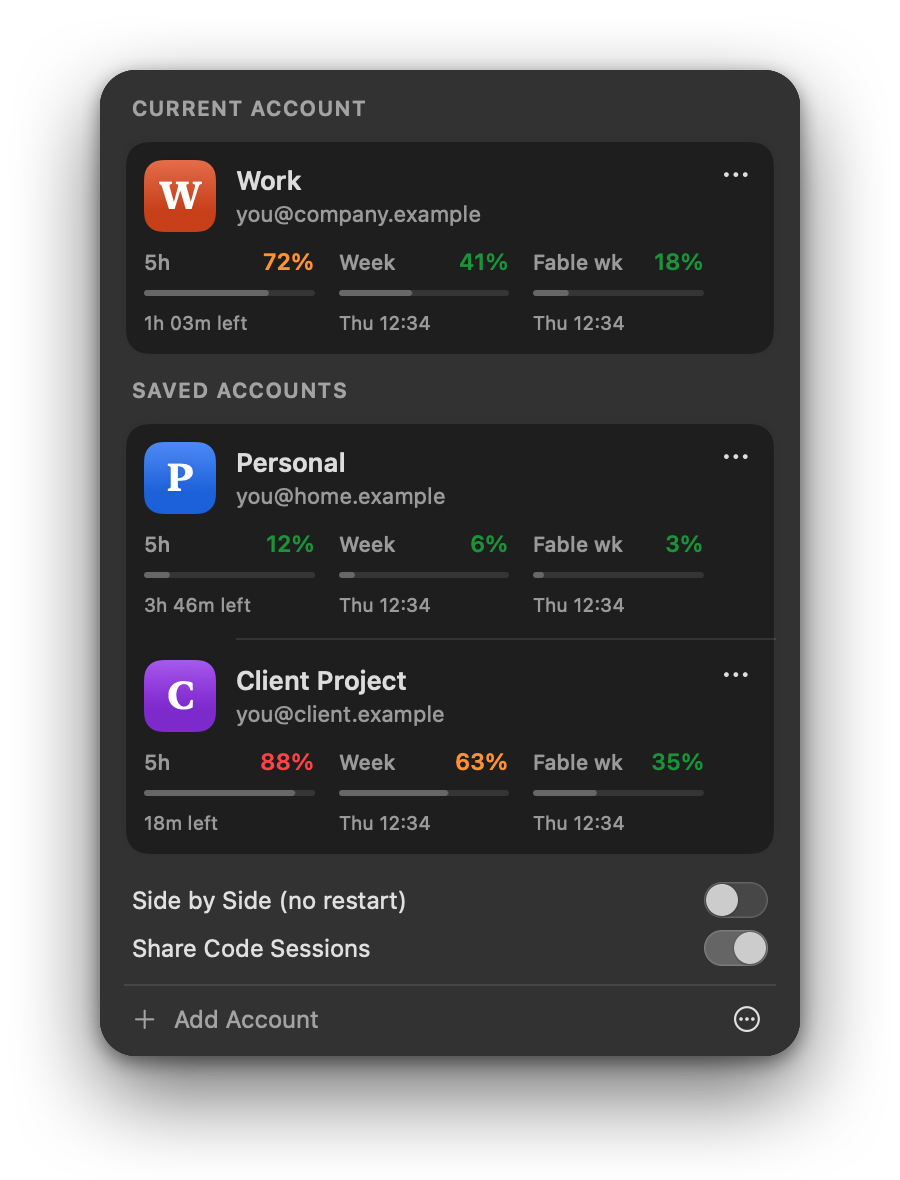 CURRENT ACCOUNT
W
Work
you@company.example
5h 72% Week 41% Fable wk 18%
1h 03m left Thu 12:34 Thu 12:34
SAVED ACCOUNTS
P
Personal
you@home.example
5h 12% Week 6% Fable wk 3%
3h 46m left Thu 12:34 Thu 12:34
C
Client Project
you@client.example
5h 88% Week 63% Fable wk 35%
18m left Thu 12:34 Thu 12:34
Side by Side (no restart)
Share Code Sessions
+ Add Account